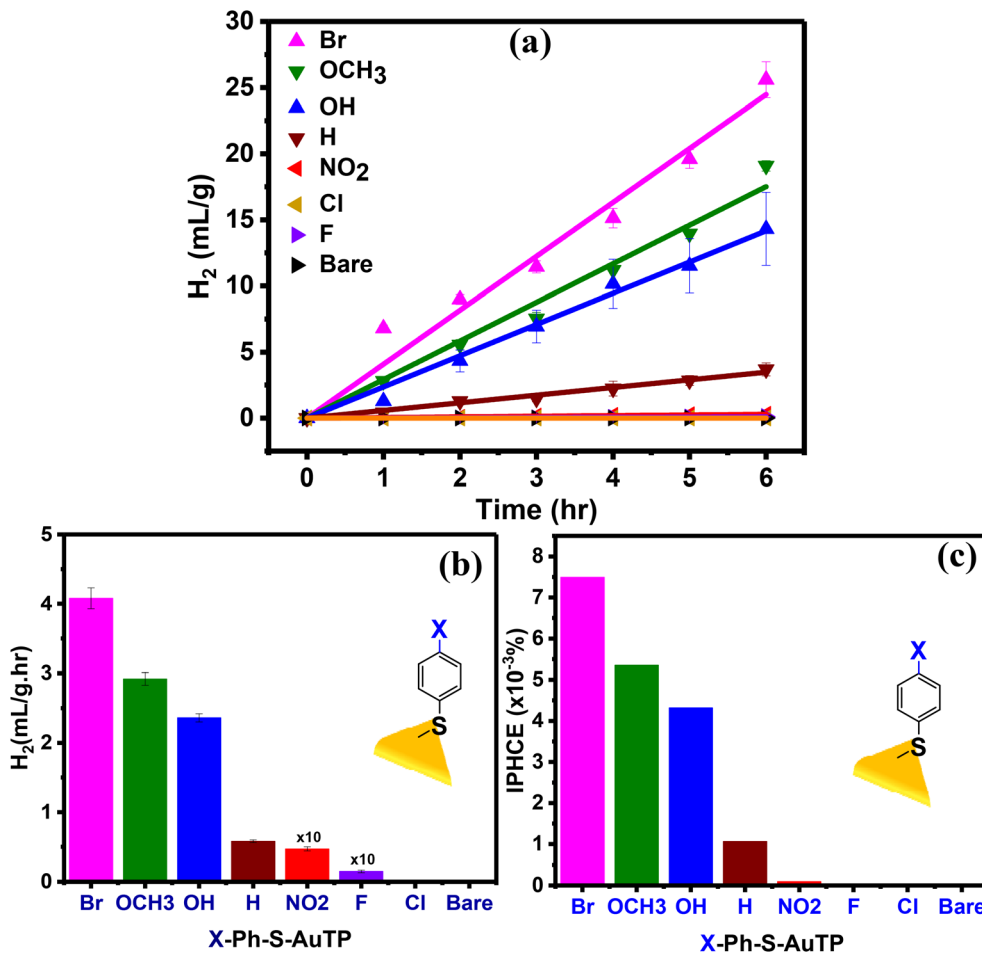 (a)
30
25
20
15
10
5
0
H₂ (mL/g)
Br
OCH₃
OH
H
NO₂
Cl
F
Bare
0 1 2 3 4 5 6
Time (hr)
(b)
5
4
3
2
1
0
H₂(mL/g.hr)
X
S
x10
x10
Br OCH3 OH H NO2 F Cl Bare
X-Ph-S-AuTP
(c)
8
7
6
5
4
3
2
1
0
IPHCE (x10⁻³%)
X
S
Br OCH3 OH H NO2 F Cl Bare
X-Ph-S-AuTP